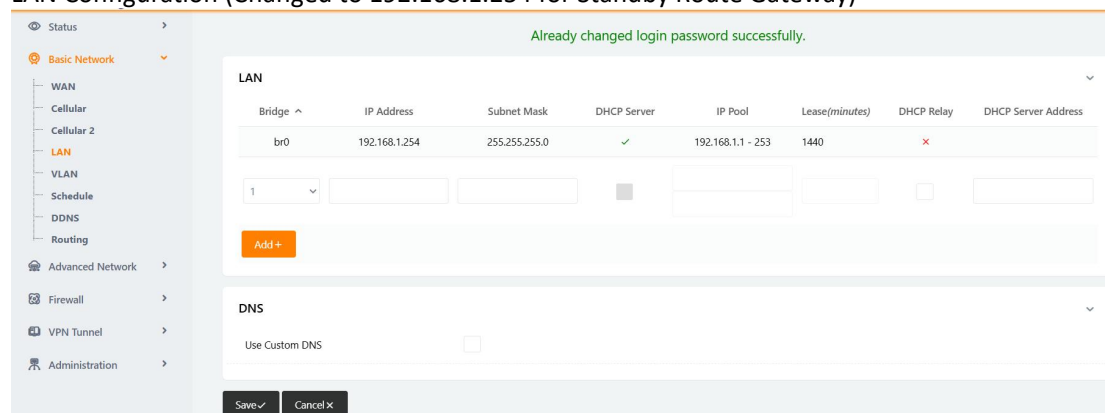 LAN Configuration (Changed to 192.168.1.254 for Standby Route Gateway)
Status
Already changed login password successfully.
Basic Network
WAN
Cellular
Cellular 2
LAN
VLAN
Schedule
DDNS
Routing
Advanced Network
Firewall
VPN Tunnel
Administration
LAN
Bridge IP Address Subnet Mask DHCP Server IP Pool Lease(minutes) DHCP Relay DHCP Server Address
br0 192.168.1.254 255.255.255.0 ✓ 192.168.1.1 - 253 1440 ×
1
Add +
DNS
Use Custom DNS
Save✓ Cancel×